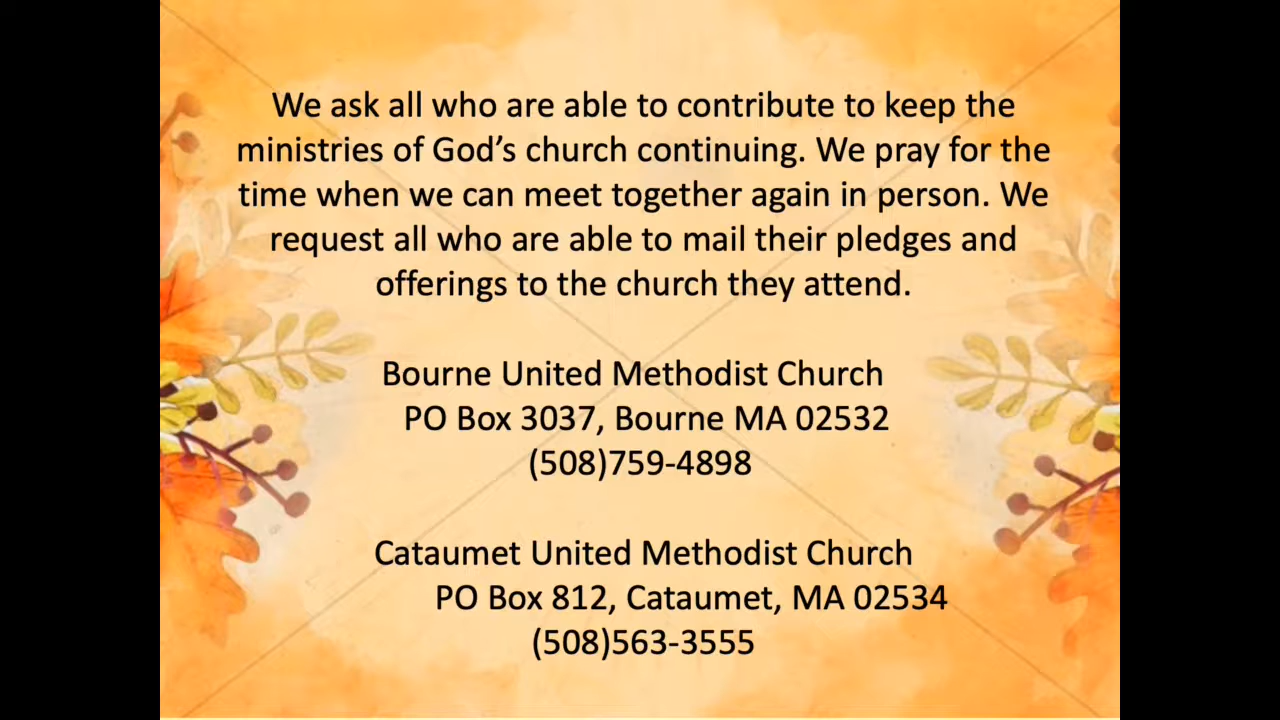 We ask all who are able to contribute to keep the
ministries of God’s church continuing. We pray for the
time when we can meet together again in person. We
request all who are able to mail their pledges and
offerings to the church they attend.
Bourne United Methodist Church
PO Box 3037, Bourne MA 02532
(508)759-4898
Cataumet United Methodist Church
PO Box 812, Cataumet, MA 02534
(508)563-3555